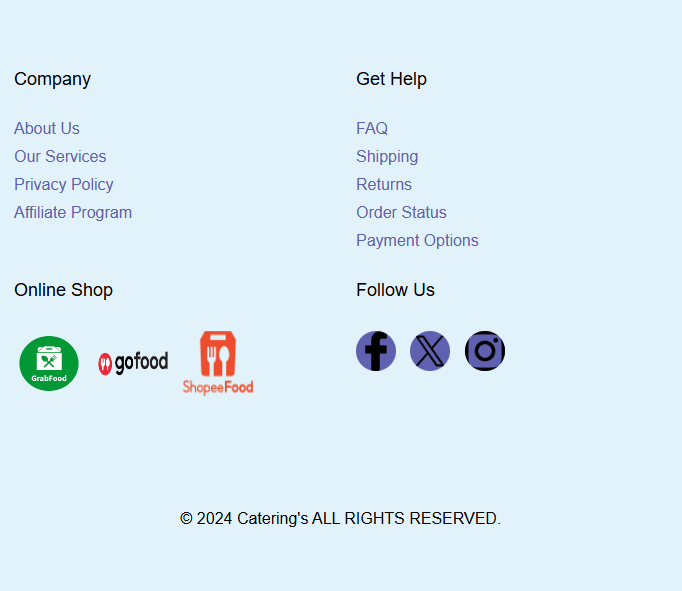 Company
About Us
Our Services
Privacy Policy
Affiliate Program
Get Help
FAQ
Shipping
Returns
Order Status
Payment Options
Online Shop
GrabFood
gofood
ShopeeFood
Follow Us
© 2024 Catering's ALL RIGHTS RESERVED.